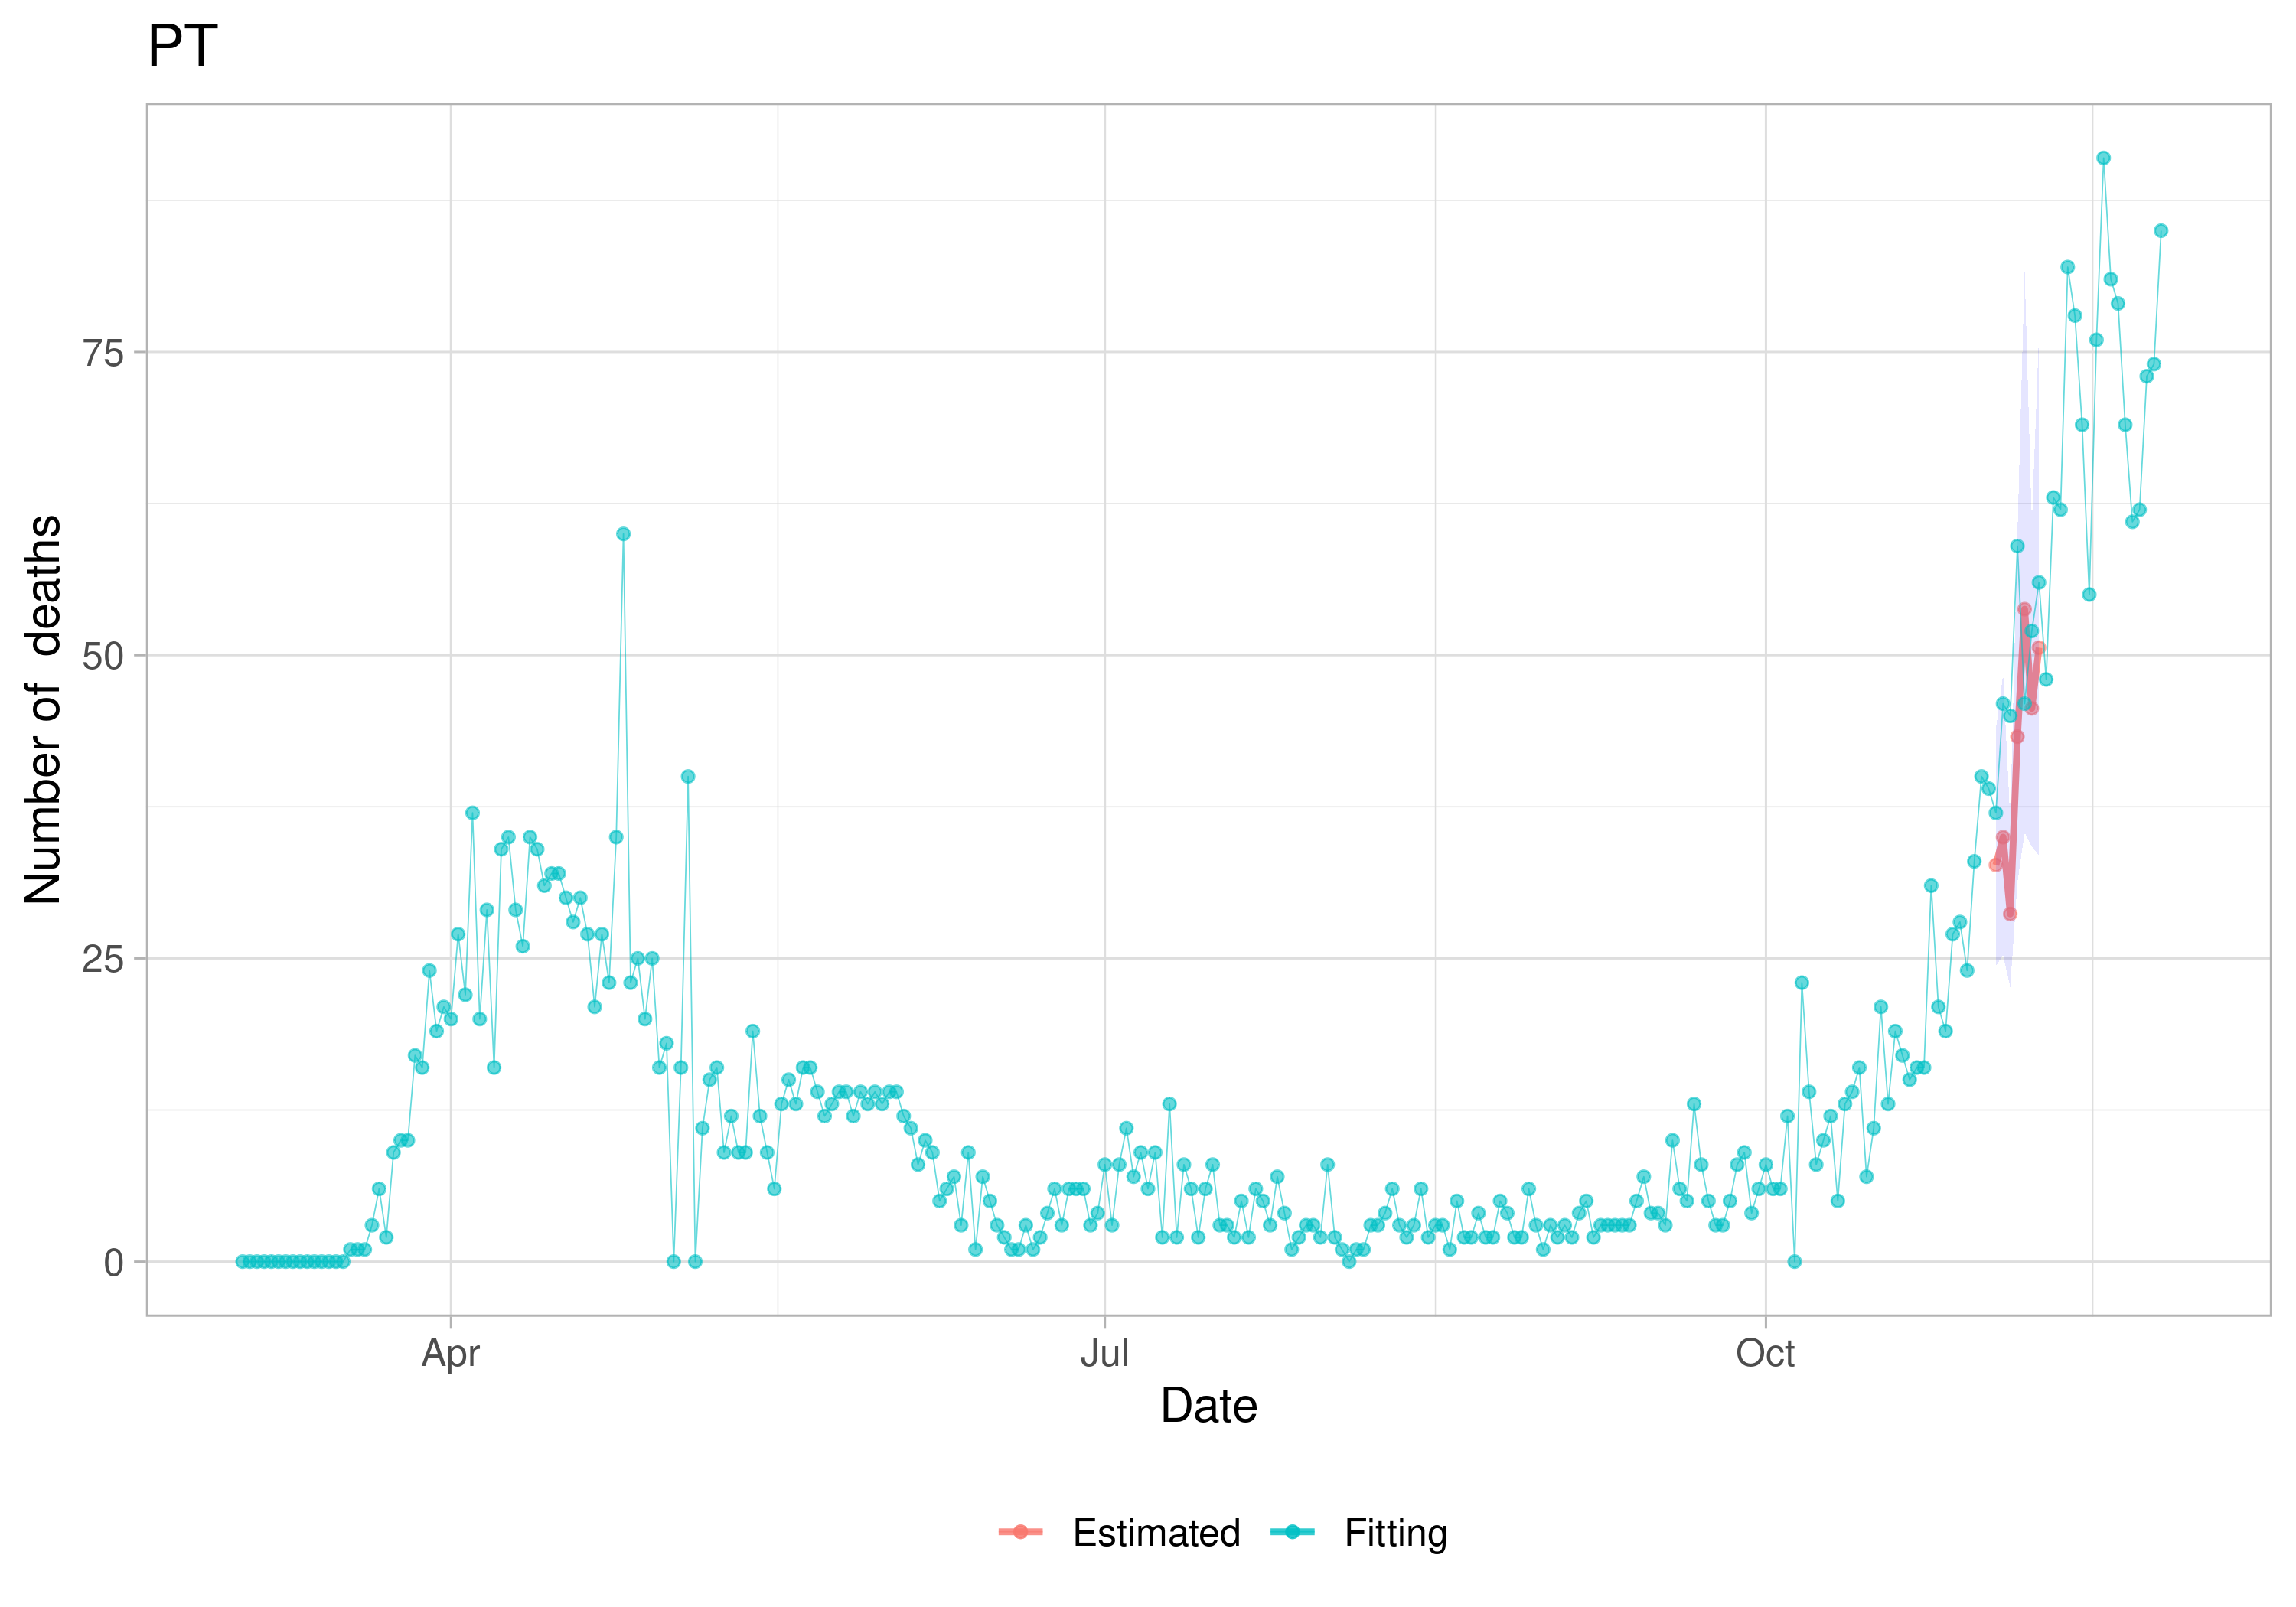 PT
Number of  deaths
75
50
25
0
Apr
Jul
Oct
Date
Estimated
Fitting